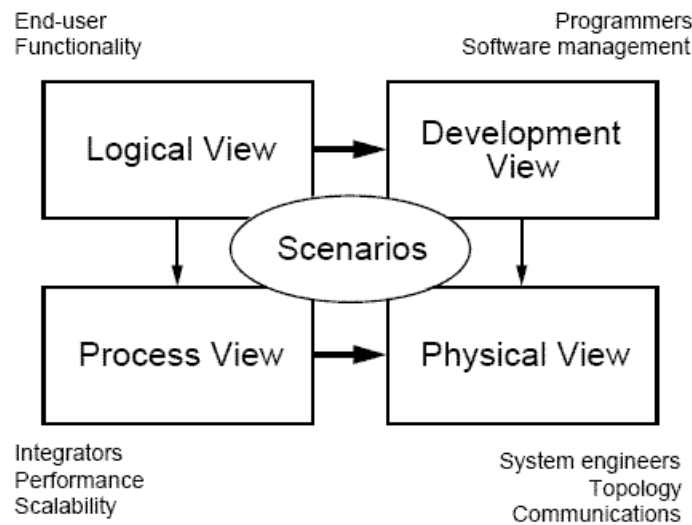 End-user
Functionality
Programmers
Software management
Logical View
Development
View
Scenarios
Process View
Physical View
Integrators
Performance
Scalability
System engineers
Topology
Communications